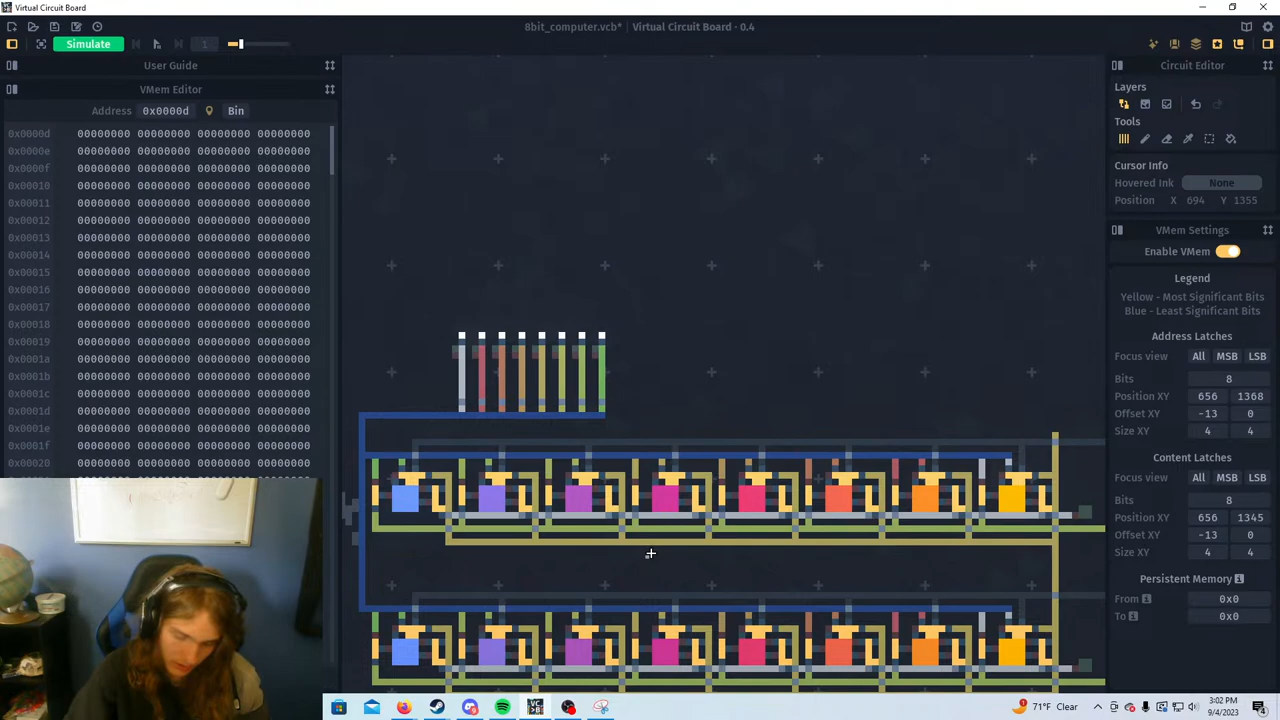 Virtual Circuit Board
8bit_computer.vcb* | Virtual Circuit Board - 0.4
Simulate
1
User Guide
Circuit Editor
VMem Editor
Layers
Address 0x0000d Bin
Tools
0x0000d 00000000 00000000 00000000 00000000
0x0000e 00000000 00000000 00000000 00000000
0x0000f 00000000 00000000 00000000 00000000
0x00010 00000000 00000000 00000000 00000000
0x00011 00000000 00000000 00000000 00000000
0x00012 00000000 00000000 00000000 00000000
0x00013 00000000 00000000 00000000 00000000
0x00014 00000000 00000000 00000000 00000000
0x00015 00000000 00000000 00000000 00000000
0x00016 00000000 00000000 00000000 00000000
0x00017 00000000 00000000 00000000 00000000
0x00018 00000000 00000000 00000000 00000000
0x00019 00000000 00000000 00000000 00000000
0x0001a 00000000 00000000 00000000 00000000
0x0001b 00000000 00000000 00000000 00000000
0x0001c 00000000 00000000 00000000 00000000
0x0001d 00000000 00000000 00000000 00000000
0x0001e 00000000 00000000 00000000 00000000
0x0001f 00000000 00000000 00000000 00000000
0x00020 00000000 00000000 00000000 00000000
Cursor Info
Hovered Ink None
Position X 694 Y 1355
VMem Settings
Enable VMem
Legend
Yellow - Most Significant Bits
Blue - Least Significant Bits
Address Latches
Focus view All MSB LSB
Bits 8
Position XY 656 1368
Offset XY -13 0
Size XY 4 4
Content Latches
Focus view All MSB LSB
Bits 8
Position XY 656 1345
Offset XY -13 0
Size XY 4 4
Persistent Memory
From 0x0
To 0x0
71°F Clear
3:02 PM
9/4/2023
4